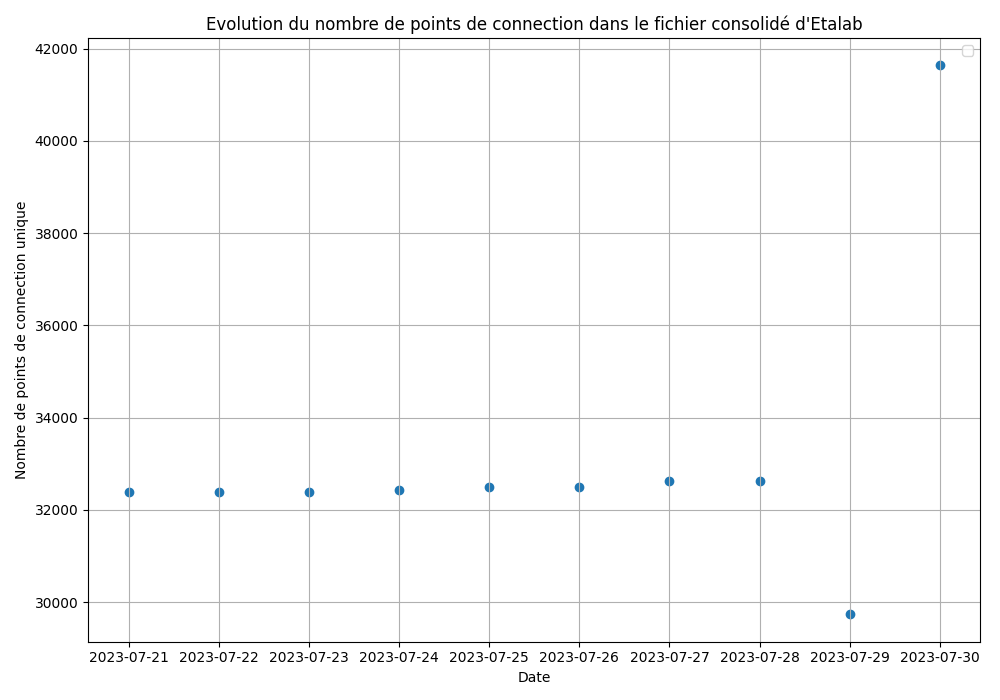 Evolution du nombre de points de connection dans le fichier consolidé d'Etalab
42000
40000
38000
36000
34000
32000
30000
Nombre de points de connection unique
2023-07-21 2023-07-22 2023-07-23 2023-07-24 2023-07-25 2023-07-26 2023-07-27 2023-07-28 2023-07-29 2023-07-30
Date